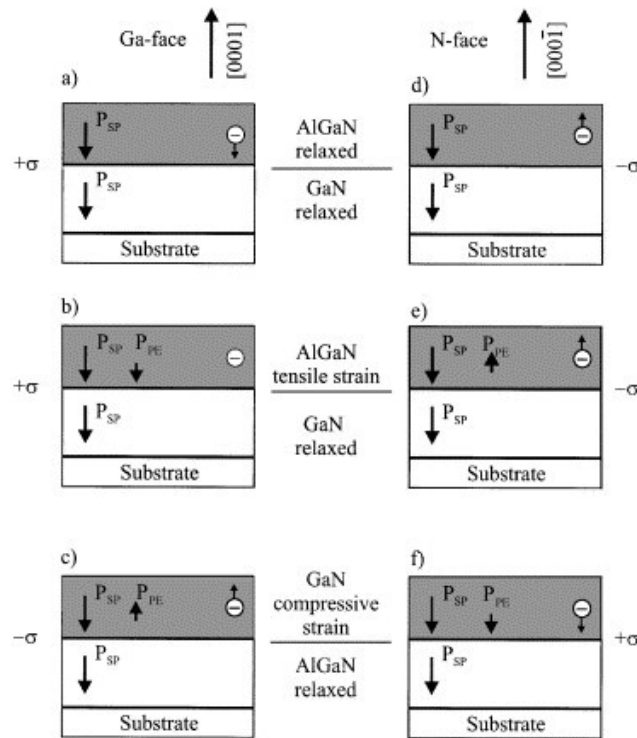 Ga-face
[0001]
N-face
[0001̄]
a)
P_SP
+σ
P_SP
Substrate
AlGaN
relaxed
GaN
relaxed
d)
P_SP
−σ
P_SP
Substrate
b)
P_SP P_PE
+σ
P_SP
Substrate
AlGaN
tensile strain
GaN
relaxed
e)
P_SP P_PE
−σ
P_SP
Substrate
c)
P_SP P_PE
−σ
P_SP
Substrate
GaN
compressive
strain
AlGaN
relaxed
f)
P_SP P_PE
+σ
P_SP
Substrate